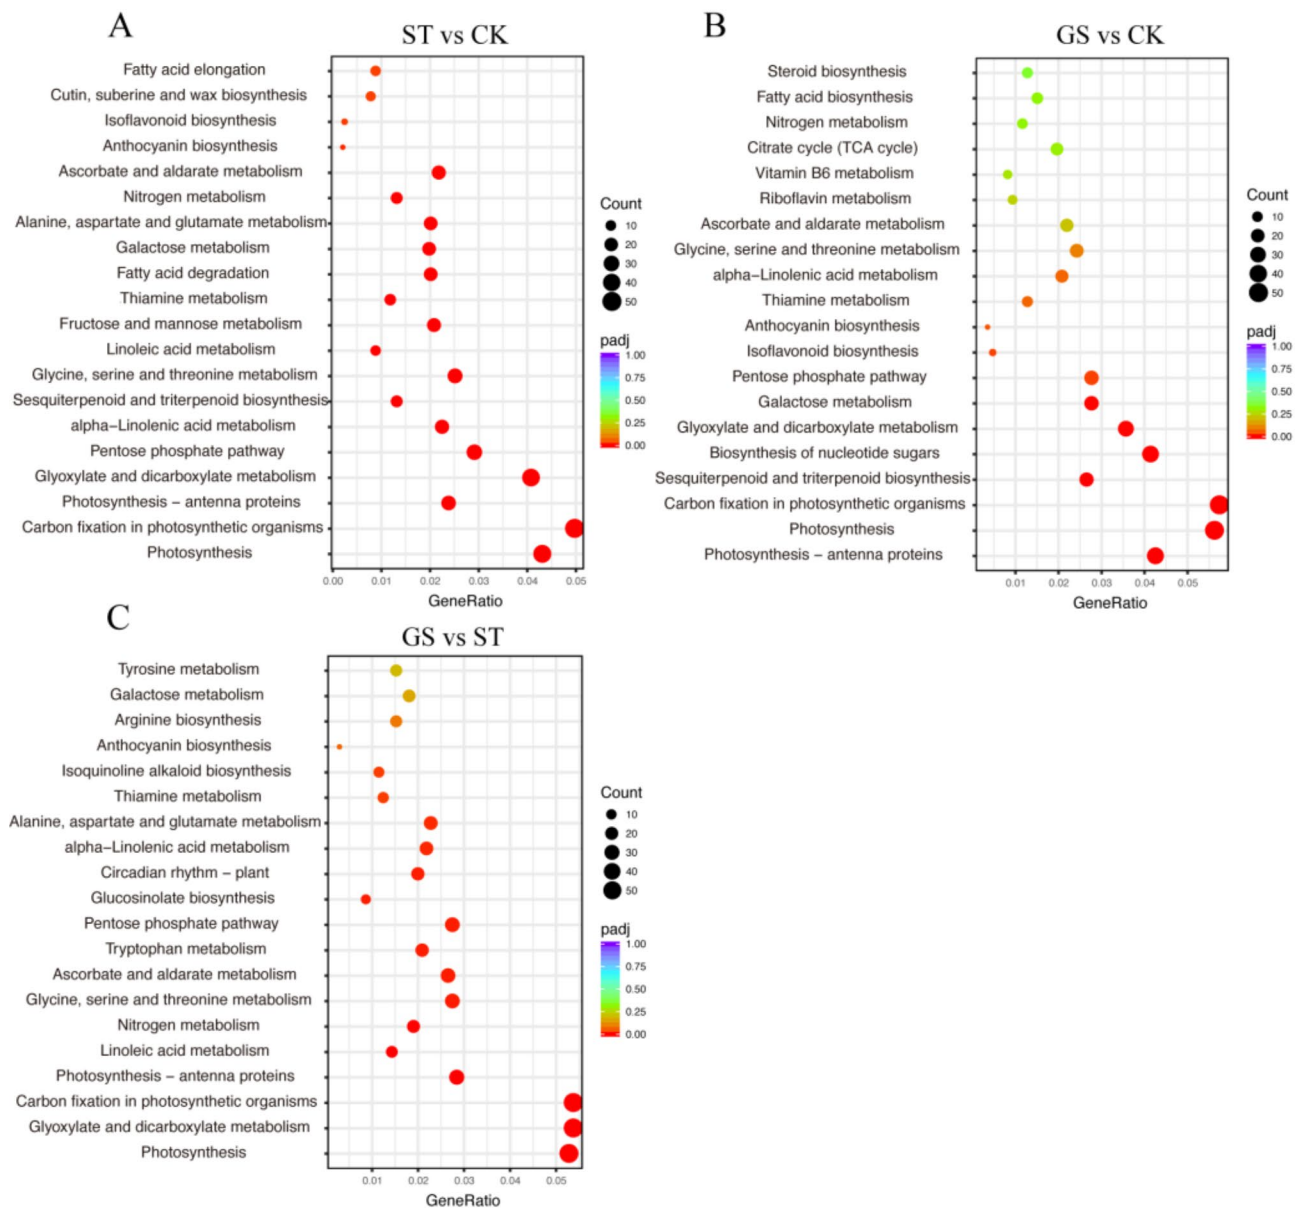 A
ST vs CK
Fatty acid elongation
Cutin, suberine and wax biosynthesis
Isoflavonoid biosynthesis
Anthocyanin biosynthesis
Ascorbate and aldarate metabolism
Nitrogen metabolism
Alanine, aspartate and glutamate metabolism
Galactose metabolism
Fatty acid degradation
Thiamine metabolism
Fructose and mannose metabolism
Linoleic acid metabolism
Glycine, serine and threonine metabolism
Sesquiterpenoid and triterpenoid biosynthesis
alpha−Linolenic acid metabolism
Pentose phosphate pathway
Glyoxylate and dicarboxylate metabolism
Photosynthesis − antenna proteins
Carbon fixation in photosynthetic organisms
Photosynthesis
0.00 0.01 0.02 0.03 0.04 0.05
GeneRatio
Count
10
20
30
40
50
padj
1.00
0.75
0.50
0.25
0.00
B
GS vs CK
Steroid biosynthesis
Fatty acid biosynthesis
Nitrogen metabolism
Citrate cycle (TCA cycle)
Vitamin B6 metabolism
Riboflavin metabolism
Ascorbate and aldarate metabolism
Glycine, serine and threonine metabolism
alpha−Linolenic acid metabolism
Thiamine metabolism
Anthocyanin biosynthesis
Isoflavonoid biosynthesis
Pentose phosphate pathway
Galactose metabolism
Glyoxylate and dicarboxylate metabolism
Biosynthesis of nucleotide sugars
Sesquiterpenoid and triterpenoid biosynthesis
Carbon fixation in photosynthetic organisms
Photosynthesis
Photosynthesis − antenna proteins
0.01 0.02 0.03 0.04 0.05
GeneRatio
Count
10
20
30
40
50
padj
1.00
0.75
0.50
0.25
0.00
C
GS vs ST
Tyrosine metabolism
Galactose metabolism
Arginine biosynthesis
Anthocyanin biosynthesis
Isoquinoline alkaloid biosynthesis
Thiamine metabolism
Alanine, aspartate and glutamate metabolism
alpha−Linolenic acid metabolism
Circadian rhythm − plant
Glucosinolate biosynthesis
Pentose phosphate pathway
Tryptophan metabolism
Ascorbate and aldarate metabolism
Glycine, serine and threonine metabolism
Nitrogen metabolism
Linoleic acid metabolism
Photosynthesis − antenna proteins
Carbon fixation in photosynthetic organisms
Glyoxylate and dicarboxylate metabolism
Photosynthesis
0.01 0.02 0.03 0.04 0.05
GeneRatio
Count
10
20
30
40
50
padj
1.00
0.75
0.50
0.25
0.00